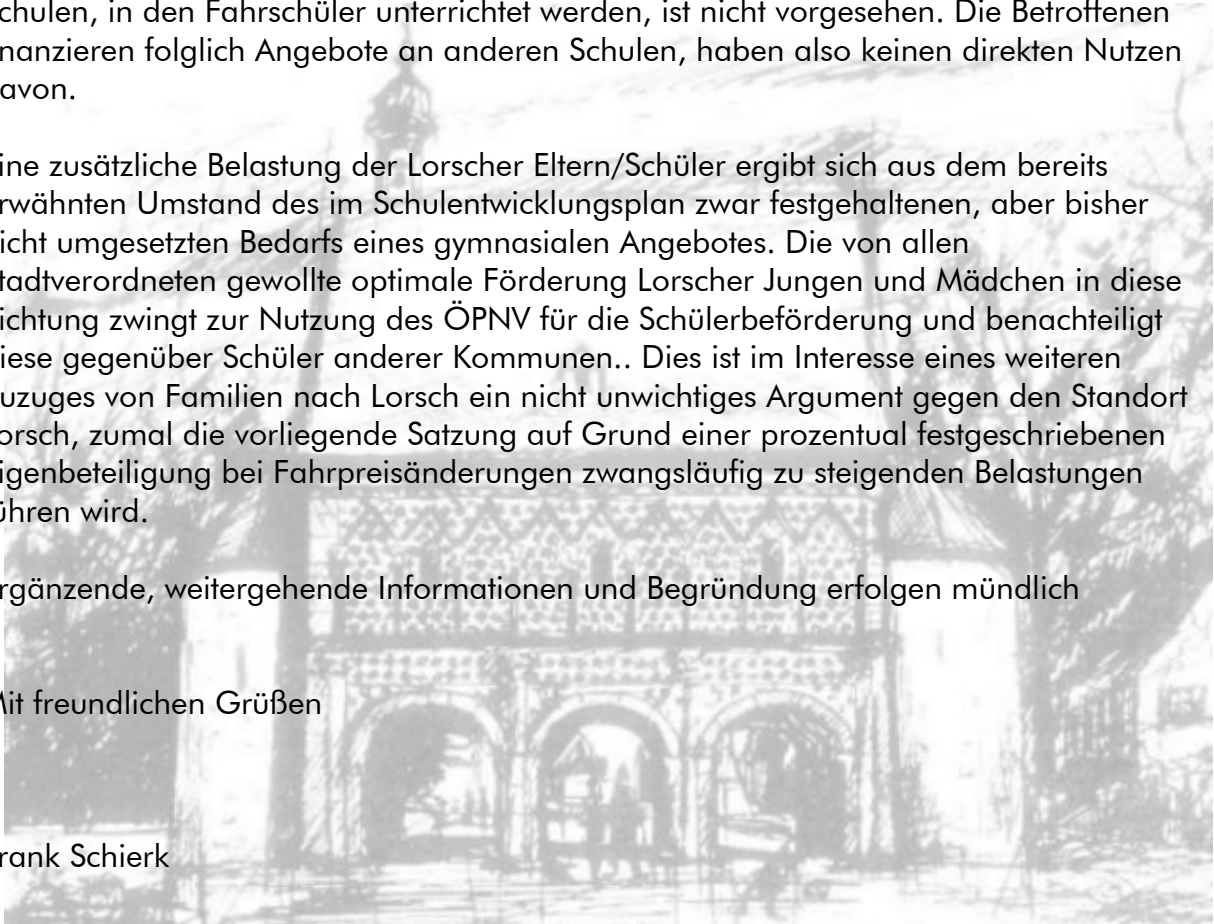 chulen, in den Fahrschüler unterrichtet werden, ist nicht vorgesehen. Die Betroffenen
nanzieren folglich Angebote an anderen Schulen, haben also keinen direkten Nutzen
avon.
ine zusätzliche Belastung der Lorscher Eltern/Schüler ergibt sich aus dem bereits
rwähnten Umstand des im Schulentwicklungsplan zwar festgehaltenen, aber bisher
icht umgesetzten Bedarfs eines gymnasialen Angebotes. Die von allen
tadtverordneten gewollte optimale Förderung Lorscher Jungen und Mädchen in diese
ichtung zwingt zur Nutzung des ÖPNV für die Schülerbeförderung und benachteiligt
iese gegenüber Schüler anderer Kommunen.. Dies ist im Interesse eines weiteren
uzuges von Familien nach Lorsch ein nicht unwichtiges Argument gegen den Standort
orsch, zumal die vorliegende Satzung auf Grund einer prozentual festgeschriebenen
igenbeteiligung bei Fahrpreisänderungen zwangsläufig zu steigenden Belastungen
ühren wird.
rgänzende, weitergehende Informationen und Begründung erfolgen mündlich
Mit freundlichen Grüßen
rank Schierk